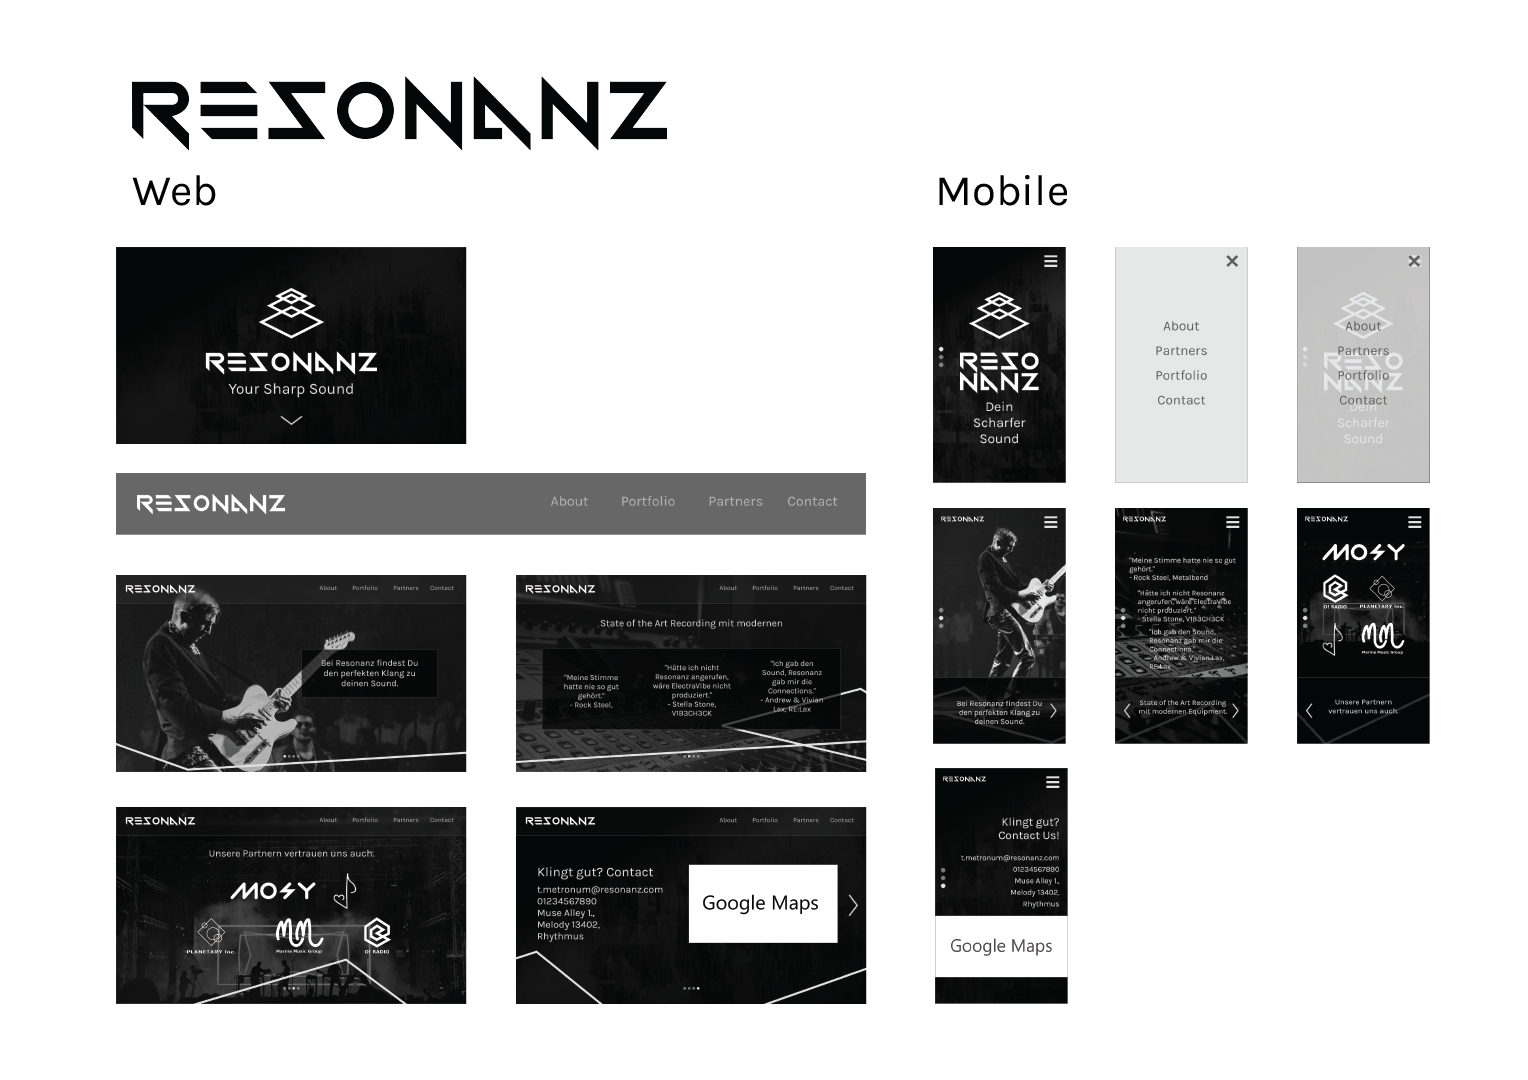 RESONANZ
Web
Mobile
RESONANZ
Your Sharp Sound
RESONANZ
About Portfolio Partners Contact
RESONANZ
About Portfolio Partners Contact
Bei Resonanz findest Du
den perfekten Klang zu
deinen Sound.
RESONANZ
About Portfolio Partners Contact
State of the Art Recording mit modernen
"Meine Stimme
hatte nie so gut
gehört."
- Rock Steel,
"Hätte ich nicht
Resonanz angerufen,
wäre ElectraVibe nicht
produziert."
- Stella Stone,
V1B3CH3CK
"Ich gab den
Sound, Resonanz
gab mir die
Connections."
- Andrew & Vivian
Lax, RE:Lax
RESONANZ
About Portfolio Partners Contact
Unsere Partnern vertrauen uns auch.
MOSY
PLANETARY Inc.
Marnie Music Group
O! RADIO
RESONANZ
About Portfolio Partners Contact
Klingt gut? Contact
t.metronum@resonanz.com
01234567890
Muse Alley 1.,
Melody 13402,
Rhythmus
Google Maps
RESO
NANZ
Dein
Scharfer
Sound
About
Partners
Portfolio
Contact
RESO
NANZ
About
Partners
Portfolio
Contact
Dein
Scharfer
Sound
RESONANZ
Bei Resonanz findest Du
den perfekten Klang zu
deinen Sound.
RESONANZ
"Meine Stimme hatte nie so gut
gehört."
- Rock Steel, Metalbend
"Hätte ich nicht Resonanz
angerufen, wäre ElectraVibe
nicht produziert."
- Stella Stone, V1B3CH3CK
"Ich gab den Sound,
Resonanz gab mir die
Connections."
- Andrew & Vivian Lax,
RE:Lax
State of the Art Recording
mit modernen Equipment.
RESONANZ
MOSY
O! RADIO
PLANETARY Inc.
Marnie Music Group
Unsere Partnern
vertrauen uns auch.
RESONANZ
Klingt gut?
Contact Us!
t.metronum@resonanz.com
01234567890
Muse Alley 1.,
Melody 13402,
Rhythmus
Google Maps